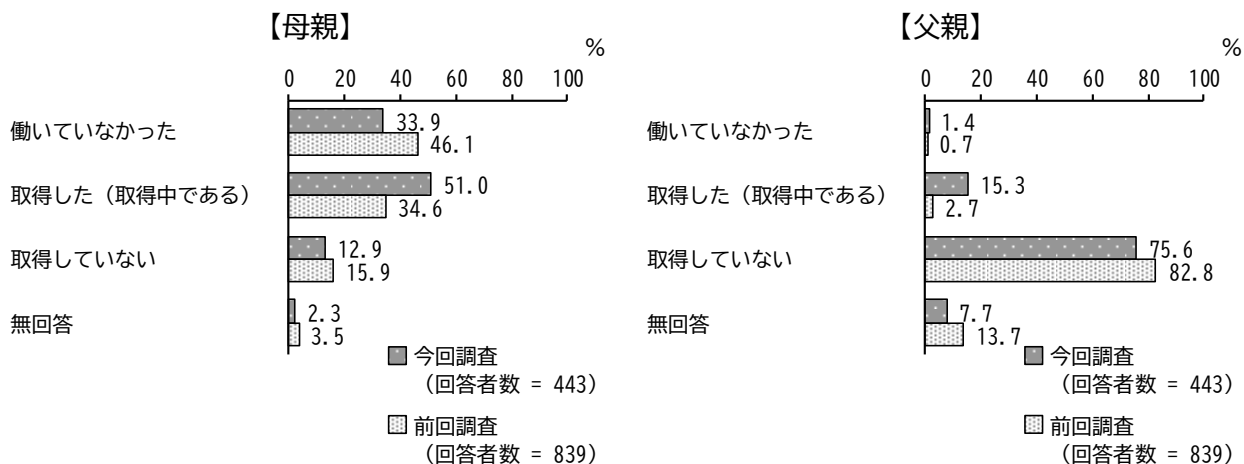 【母親】
%
0 20 40 60 80 100
働いていなかった
33.9
46.1
取得した（取得中である）
51.0
34.6
取得していない
12.9
15.9
無回答
2.3
3.5
今回調査
（回答者数 = 443）
前回調査
（回答者数 = 839）
【父親】
%
0 20 40 60 80 100
働いていなかった
1.4
0.7
取得した（取得中である）
15.3
2.7
取得していない
75.6
82.8
無回答
7.7
13.7
今回調査
（回答者数 = 443）
前回調査
（回答者数 = 839）